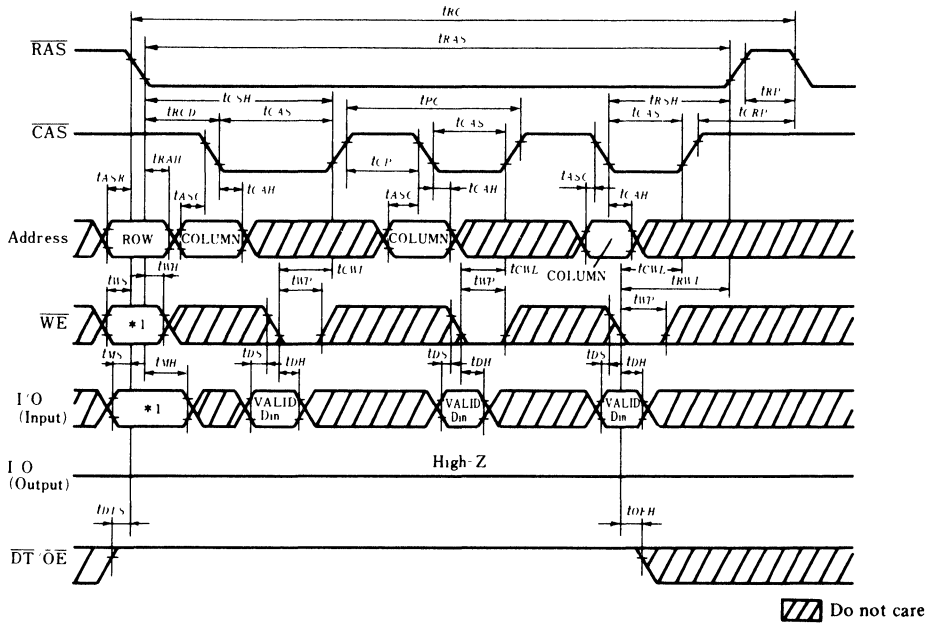 tRC
RAS
tRAS
tCSH
tPC
tRSH
tRP
tRCD
tCAS
tCAS
tCAS
tCRP
CAS
tRAH
tCP
tASR
tASC
tCAH
tASC
tCAH
tASC
tCAH
Address
ROW
COLUMN
COLUMN
COLUMN
tWS
tWH
tCWL
tCWL
tCWL
tRWL
tWP
tWP
tWP
WE
*1
tMS
tMH
tDS
tDH
tDS
tDH
tDS
tDH
I/O
(Input)
*1
VALID
Din
VALID
Din
VALID
Din
I O
(Output)
High-Z
tDTS
tOEH
DT/OE
Do not care